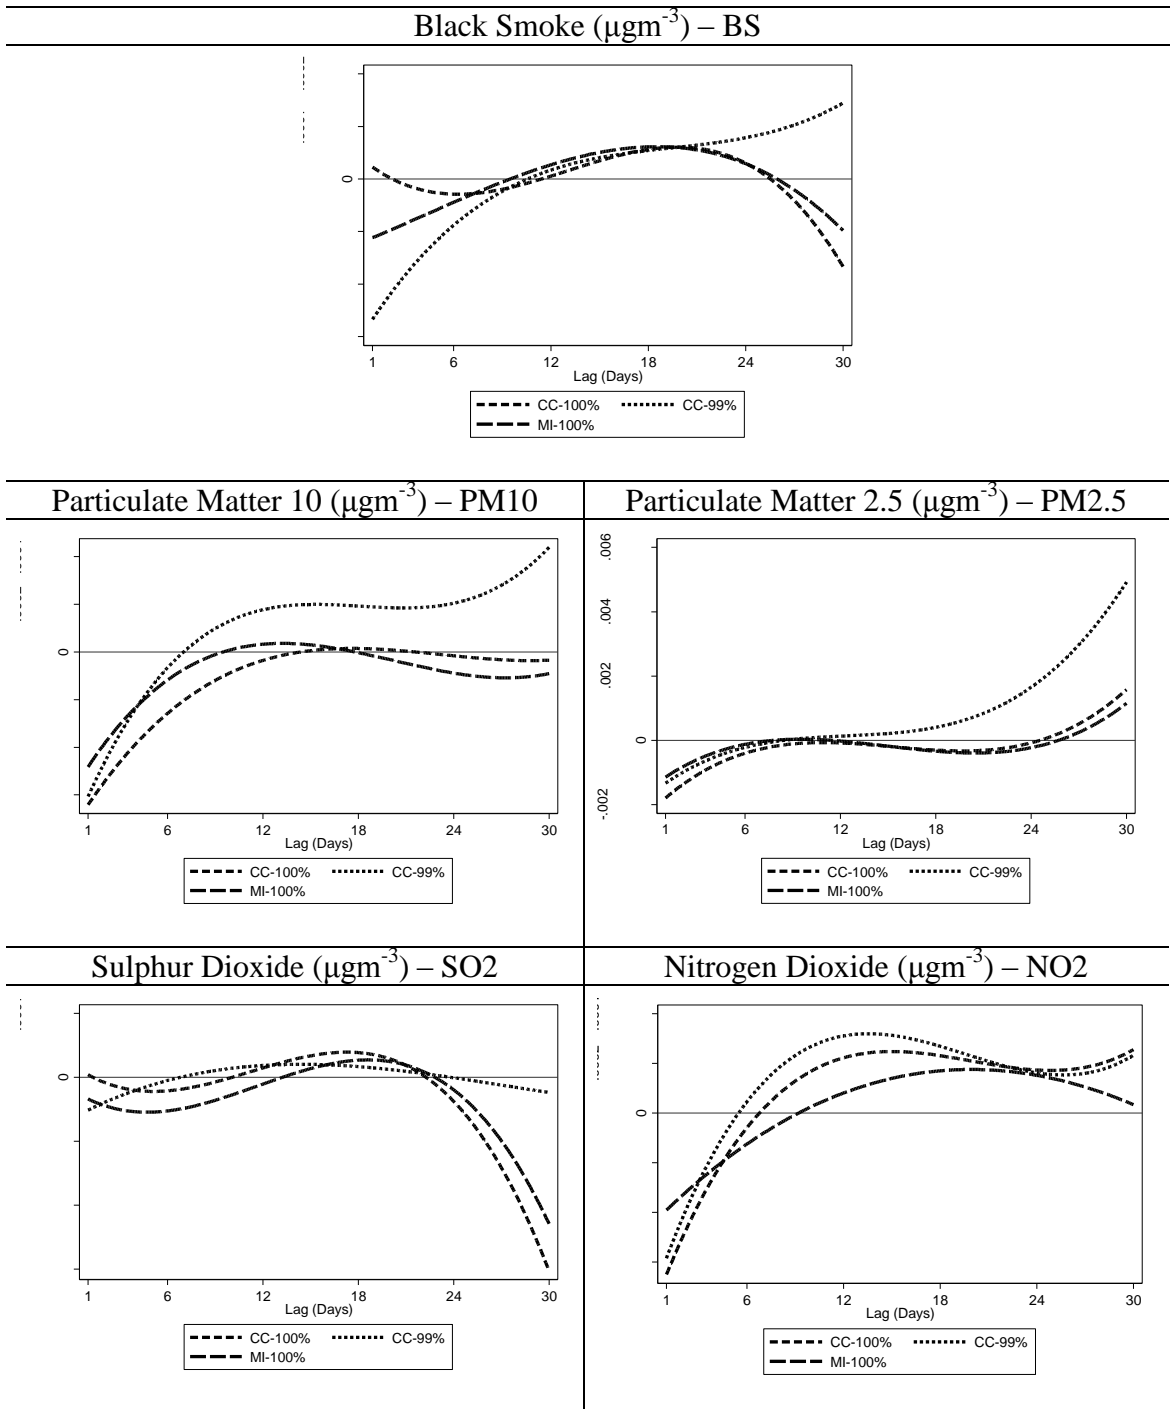 Black Smoke (μgm-3) – BS
0
1 6 12 18 24 30
Lag (Days)
CC-100% CC-99%
MI-100%
Particulate Matter 10 (μgm-3) – PM10
0
1 6 12 18 24 30
Lag (Days)
CC-100% CC-99%
MI-100%
Particulate Matter 2.5 (μgm-3) – PM2.5
.006
.004
.002
0
-.002
1 6 12 18 24 30
Lag (Days)
CC-100% CC-99%
MI-100%
Sulphur Dioxide (μgm-3) – SO2
0
1 6 12 18 24 30
Lag (Days)
CC-100% CC-99%
MI-100%
Nitrogen Dioxide (μgm-3) – NO2
0
1 6 12 18 24 30
Lag (Days)
CC-100% CC-99%
MI-100%